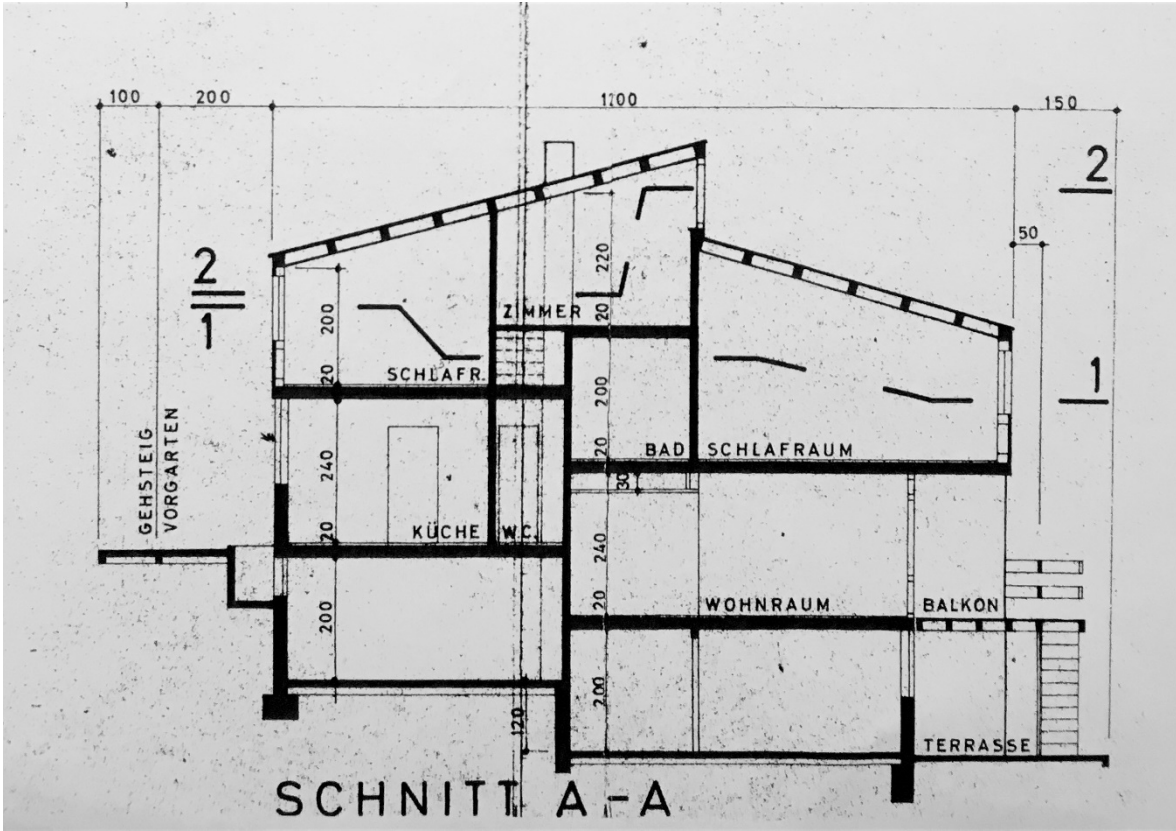 100 200 1100 150
2
50
2
1
220
ZIMMER
200
20
20
SCHLAFR.
1
200
GEHSTEIG
VORGARTEN
20
BAD SCHLAFRAUM
240
30
KÜCHE W.C.
20
240
20
WOHNRAUM BALKON
200
200
120
TERRASSE
SCHNITT A-A